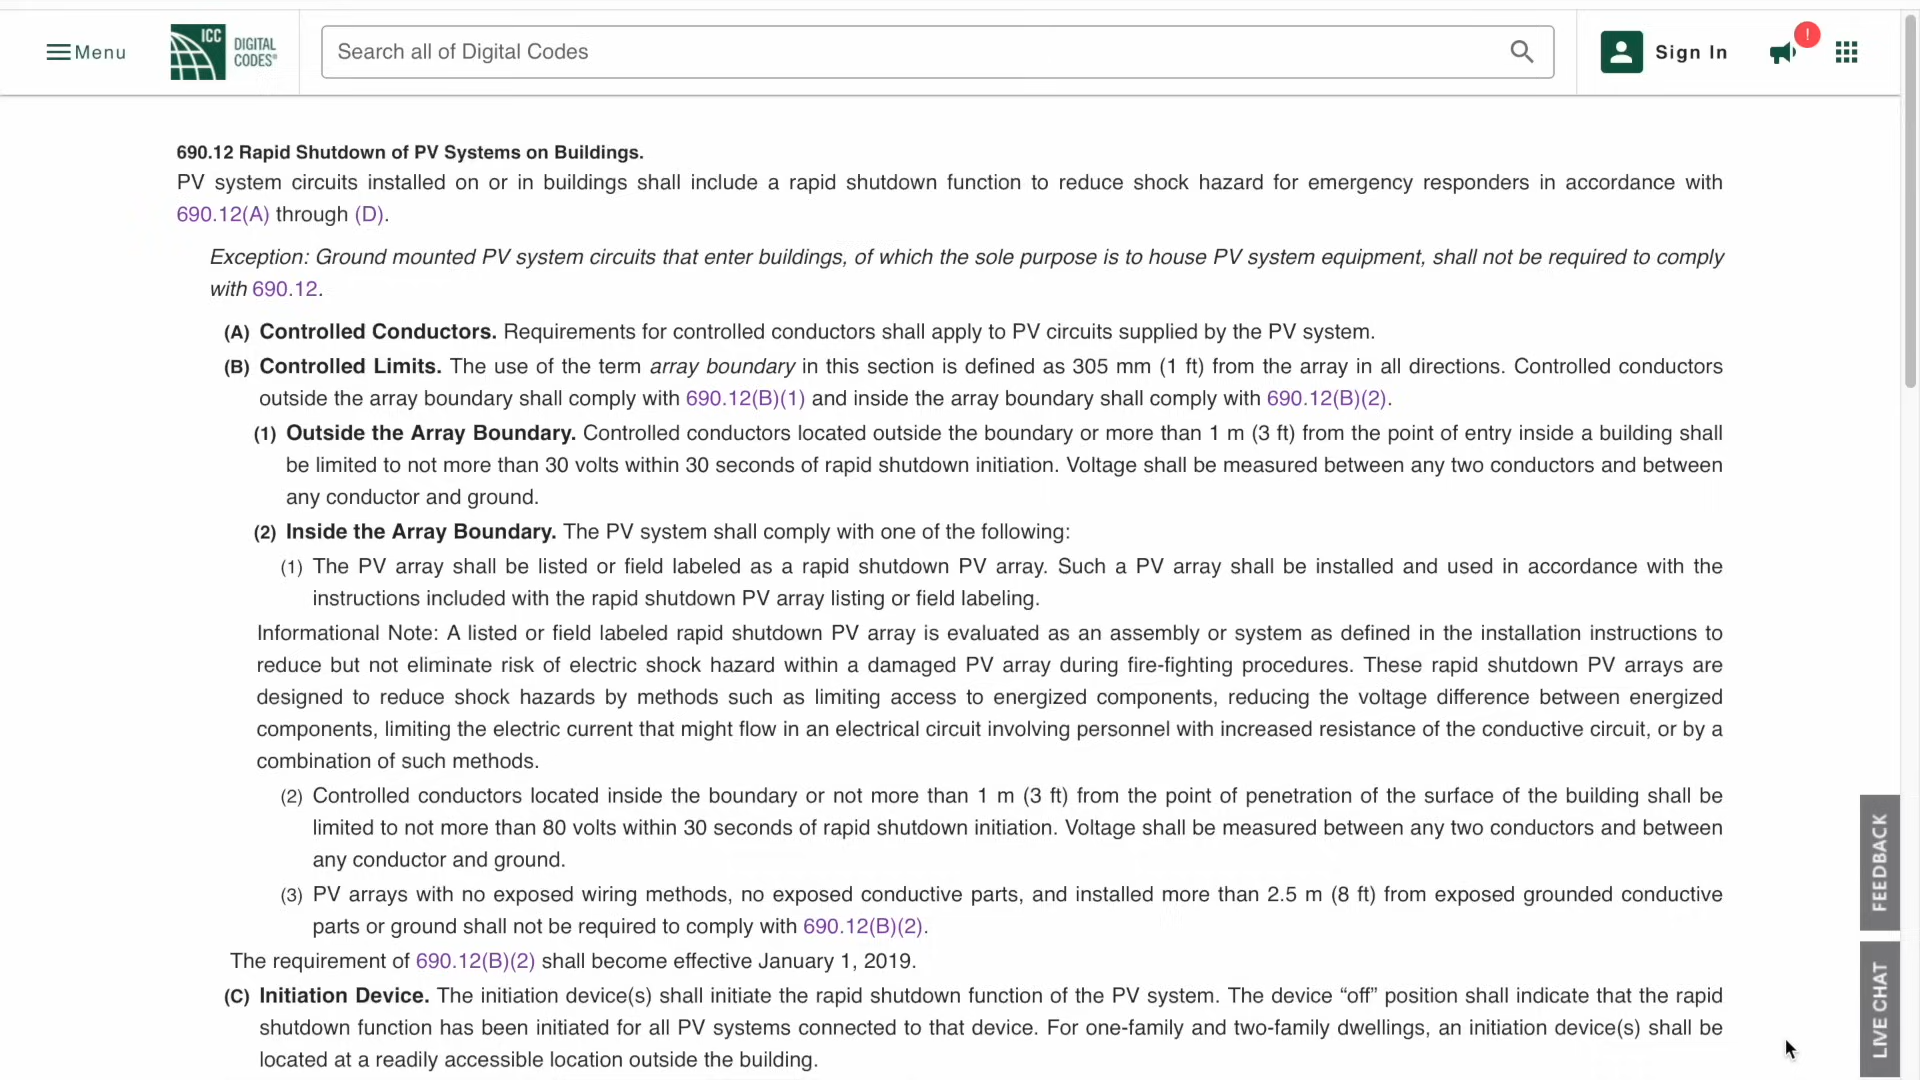 Menu
ICC
DIGITAL
CODES®
Search all of Digital Codes
Sign In
!
690.12 Rapid Shutdown of PV Systems on Buildings.
PV system circuits installed on or in buildings shall include a rapid shutdown function to reduce shock hazard for emergency responders in accordance with
690.12(A) through (D).
Exception: Ground mounted PV system circuits that enter buildings, of which the sole purpose is to house PV system equipment, shall not be required to comply
with 690.12.
(A) Controlled Conductors. Requirements for controlled conductors shall apply to PV circuits supplied by the PV system.
(B) Controlled Limits. The use of the term array boundary in this section is defined as 305 mm (1 ft) from the array in all directions. Controlled conductors
outside the array boundary shall comply with 690.12(B)(1) and inside the array boundary shall comply with 690.12(B)(2).
(1) Outside the Array Boundary. Controlled conductors located outside the boundary or more than 1 m (3 ft) from the point of entry inside a building shall
be limited to not more than 30 volts within 30 seconds of rapid shutdown initiation. Voltage shall be measured between any two conductors and between
any conductor and ground.
(2) Inside the Array Boundary. The PV system shall comply with one of the following:
(1) The PV array shall be listed or field labeled as a rapid shutdown PV array. Such a PV array shall be installed and used in accordance with the
instructions included with the rapid shutdown PV array listing or field labeling.
Informational Note: A listed or field labeled rapid shutdown PV array is evaluated as an assembly or system as defined in the installation instructions to
reduce but not eliminate risk of electric shock hazard within a damaged PV array during fire-fighting procedures. These rapid shutdown PV arrays are
designed to reduce shock hazards by methods such as limiting access to energized components, reducing the voltage difference between energized
components, limiting the electric current that might flow in an electrical circuit involving personnel with increased resistance of the conductive circuit, or by a
combination of such methods.
(2) Controlled conductors located inside the boundary or not more than 1 m (3 ft) from the point of penetration of the surface of the building shall be
limited to not more than 80 volts within 30 seconds of rapid shutdown initiation. Voltage shall be measured between any two conductors and between
any conductor and ground.
(3) PV arrays with no exposed wiring methods, no exposed conductive parts, and installed more than 2.5 m (8 ft) from exposed grounded conductive
parts or ground shall not be required to comply with 690.12(B)(2).
The requirement of 690.12(B)(2) shall become effective January 1, 2019.
(C) Initiation Device. The initiation device(s) shall initiate the rapid shutdown function of the PV system. The device “off” position shall indicate that the rapid
shutdown function has been initiated for all PV systems connected to that device. For one-family and two-family dwellings, an initiation device(s) shall be
located at a readily accessible location outside the building.
FEEDBACK
LIVE CHAT